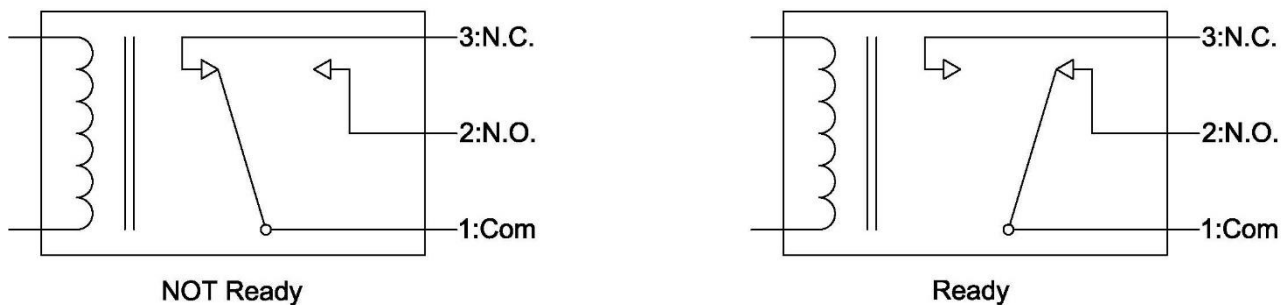 3:N.C.
2:N.O.
1:Com
NOT Ready
3:N.C.
2:N.O.
1:Com
Ready